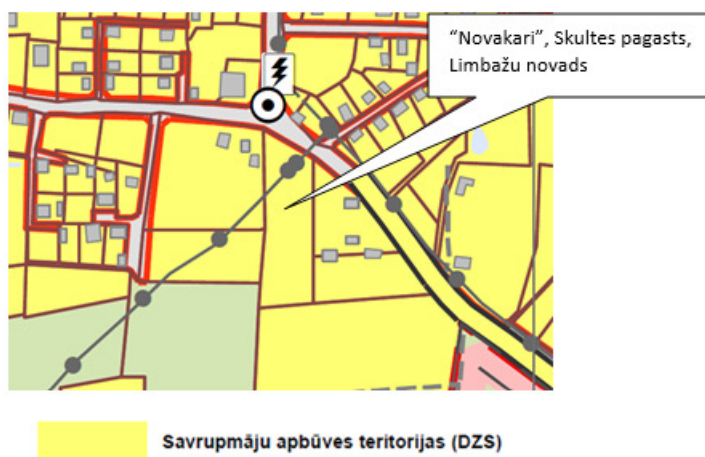 “Novakari”, Skultes pagasts,
Limbažu novads
Savrupmāju apbūves teritorijas (DZS)